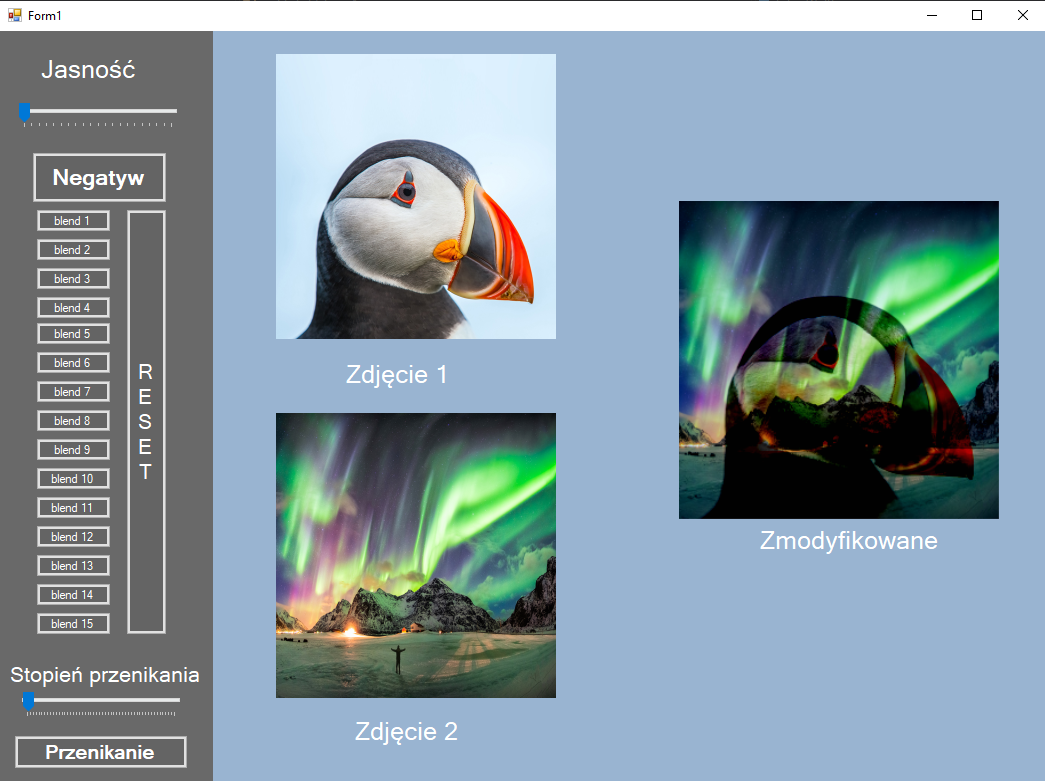 Form1
Jasność
Negatyw
blend 1
blend 2
blend 3
blend 4
blend 5
blend 6
blend 7
blend 8
blend 9
blend 10
blend 11
blend 12
blend 13
blend 14
blend 15
R
E
S
E
T
Stopień przenikania
Przenikanie
Zdjęcie 1
Zdjęcie 2
Zmodyfikowane